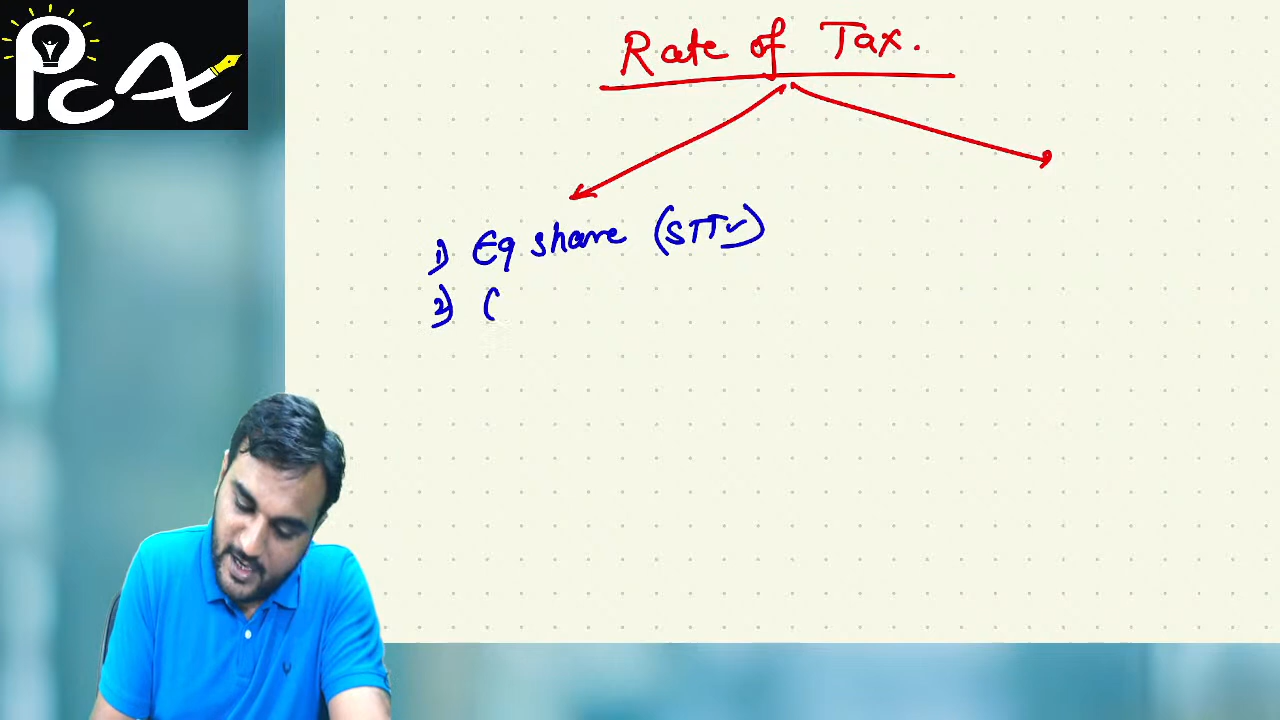 PCA
Rate of Tax.
1) Eq share (STT✓)
2) (